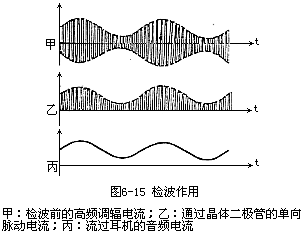 甲
t
乙
t
丙
t
图6-15 检波作用
甲：检波前的高频调辐电流；乙：通过晶体二极管的单向
脉动电流；丙：流过耳机的音频电流